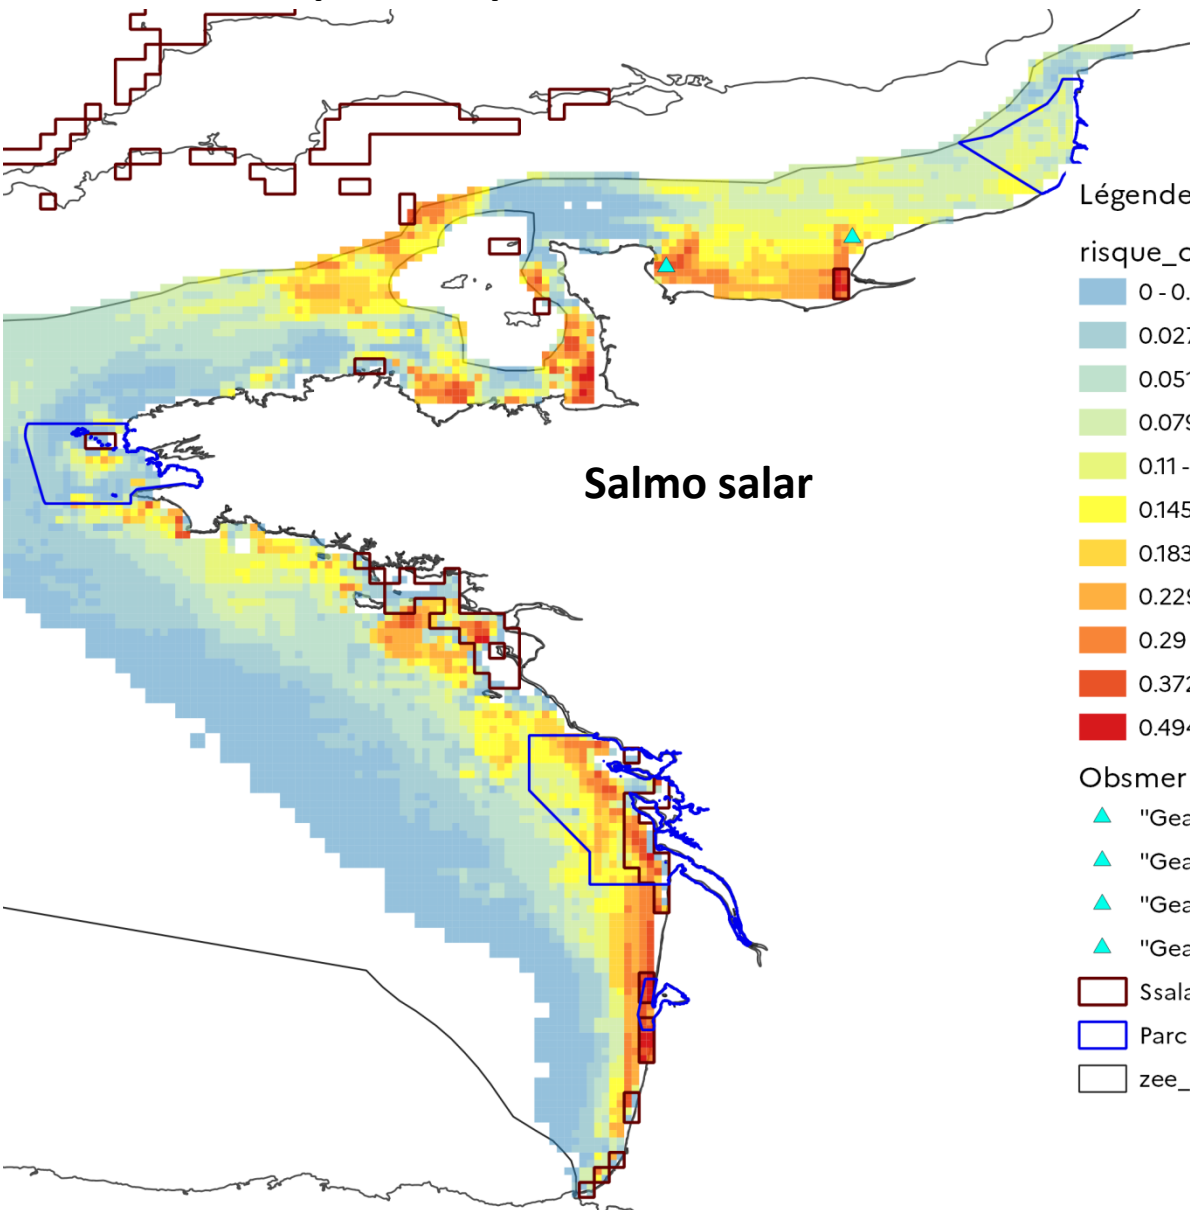 Salmo salar
Légende
risque_c
0 - 0.
0.027
0.051
0.079
0.11 -
0.145
0.183
0.229
0.29
0.372
0.494
Obsmer
"Gea
"Gea
"Gea
"Gea
Ssala
Parc
zee_